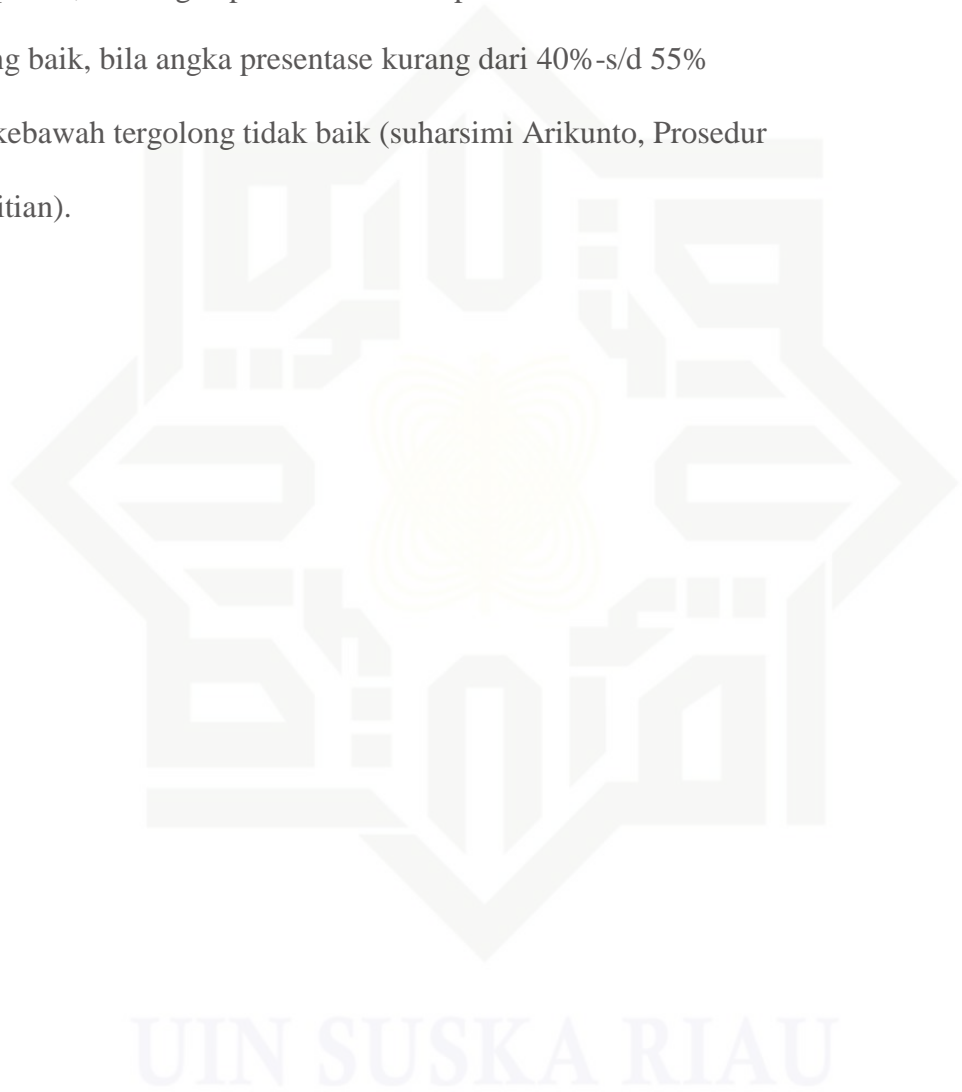 ng baik, bila angka presentase kurang dari 40%-s/d 55%
kebawah tergolong tidak baik (suharsimi Arikunto, Prosedur
itian).
UIN SUSKA RIAU